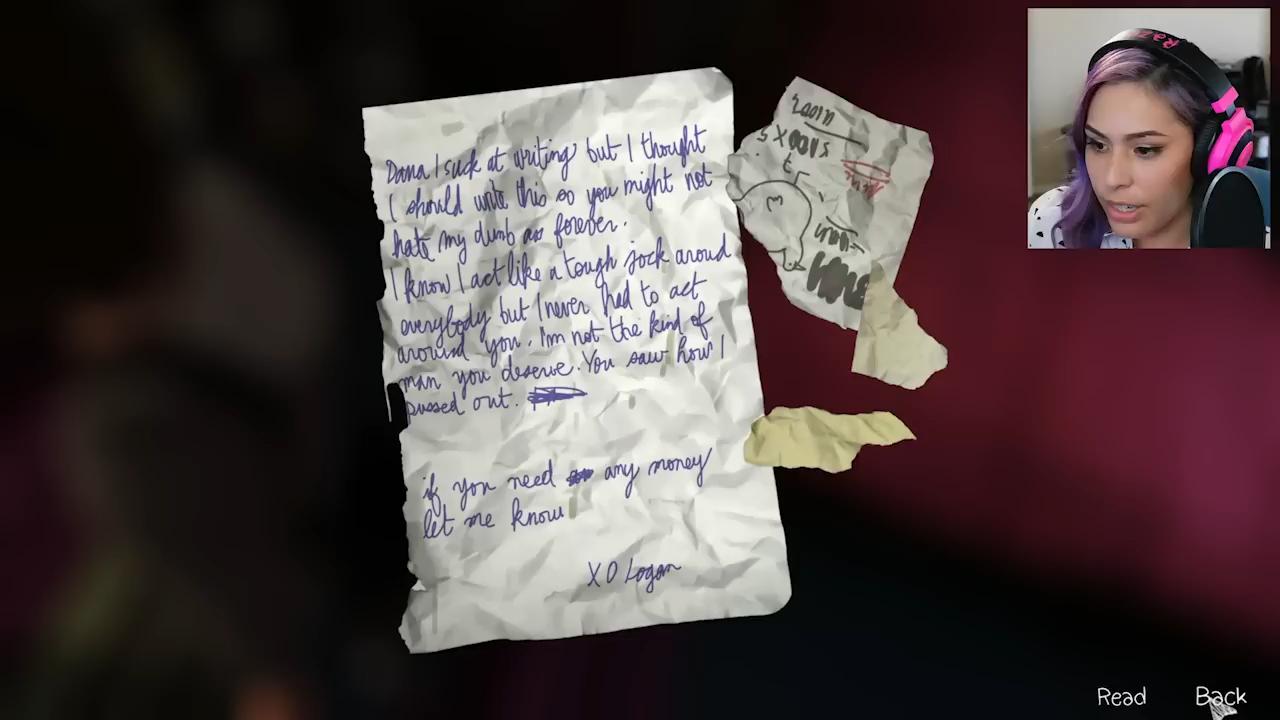 Dana I suck at writing but I thought
I should write this so you might not
hate my dumb ass forever.
I know I act like a tough jock aroud
everybody but I never had to act
around you. I'm not the kind of
man you deserve. You saw how I
pussed out.
if you need any money
let me know
XO Logan
Read
Back